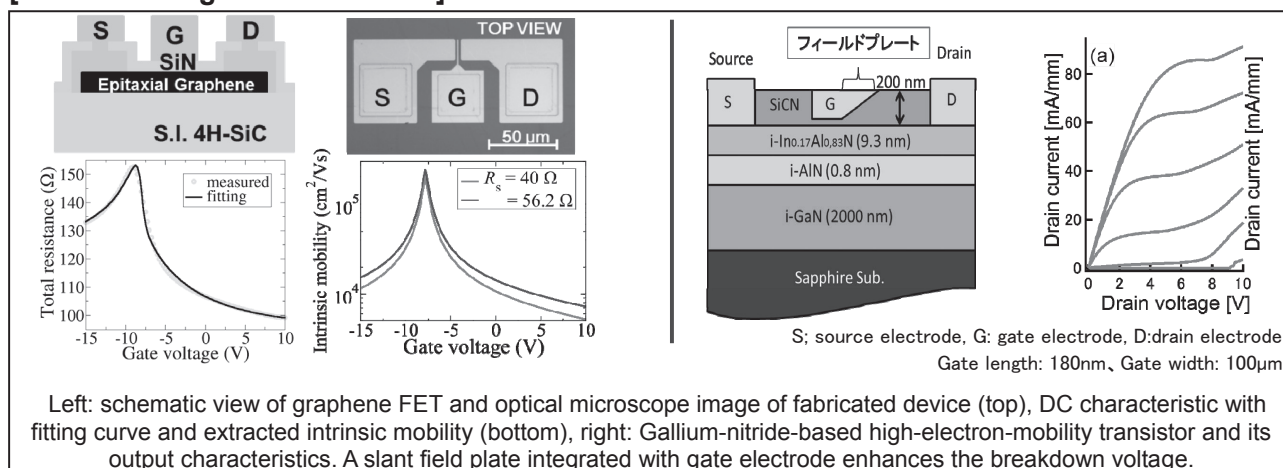 S G D
SiN
Epitaxial Graphene
S.I. 4H-SiC
TOP VIEW
S G D
50 µm
Total resistance (Ω)
150
140
130
120
110
100
measured
fitting
-15 -10 -5 0 5 10
Gate voltage (V)
Intrinsic mobility (cm²/Vs)
10⁵
10⁴
Rₛ = 40 Ω
= 56.2 Ω
-15 -10 -5 0 5 10
Gate voltage (V)
フィールドプレート
Source
Drain
200 nm
S SiCN G D
i-In₀.₁₇Al₀,₈₃N (9.3 nm)
i-AlN (0.8 nm)
i-GaN (2000 nm)
Sapphire Sub.
(a)
Drain current [mA/mm]
80
60
40
20
0
0 2 4 6 8 10
Drain voltage [V]
Drain current [mA/mm]
S; source electrode, G: gate electrode, D:drain electrode
Gate length: 180nm、Gate width: 100µm
Left: schematic view of graphene FET and optical microscope image of fabricated device (top), DC characteristic with
fitting curve and extracted intrinsic mobility (bottom), right: Gallium-nitride-based high-electron-mobility transistor and its
output characteristics. A slant field plate integrated with gate electrode enhances the breakdown voltage.